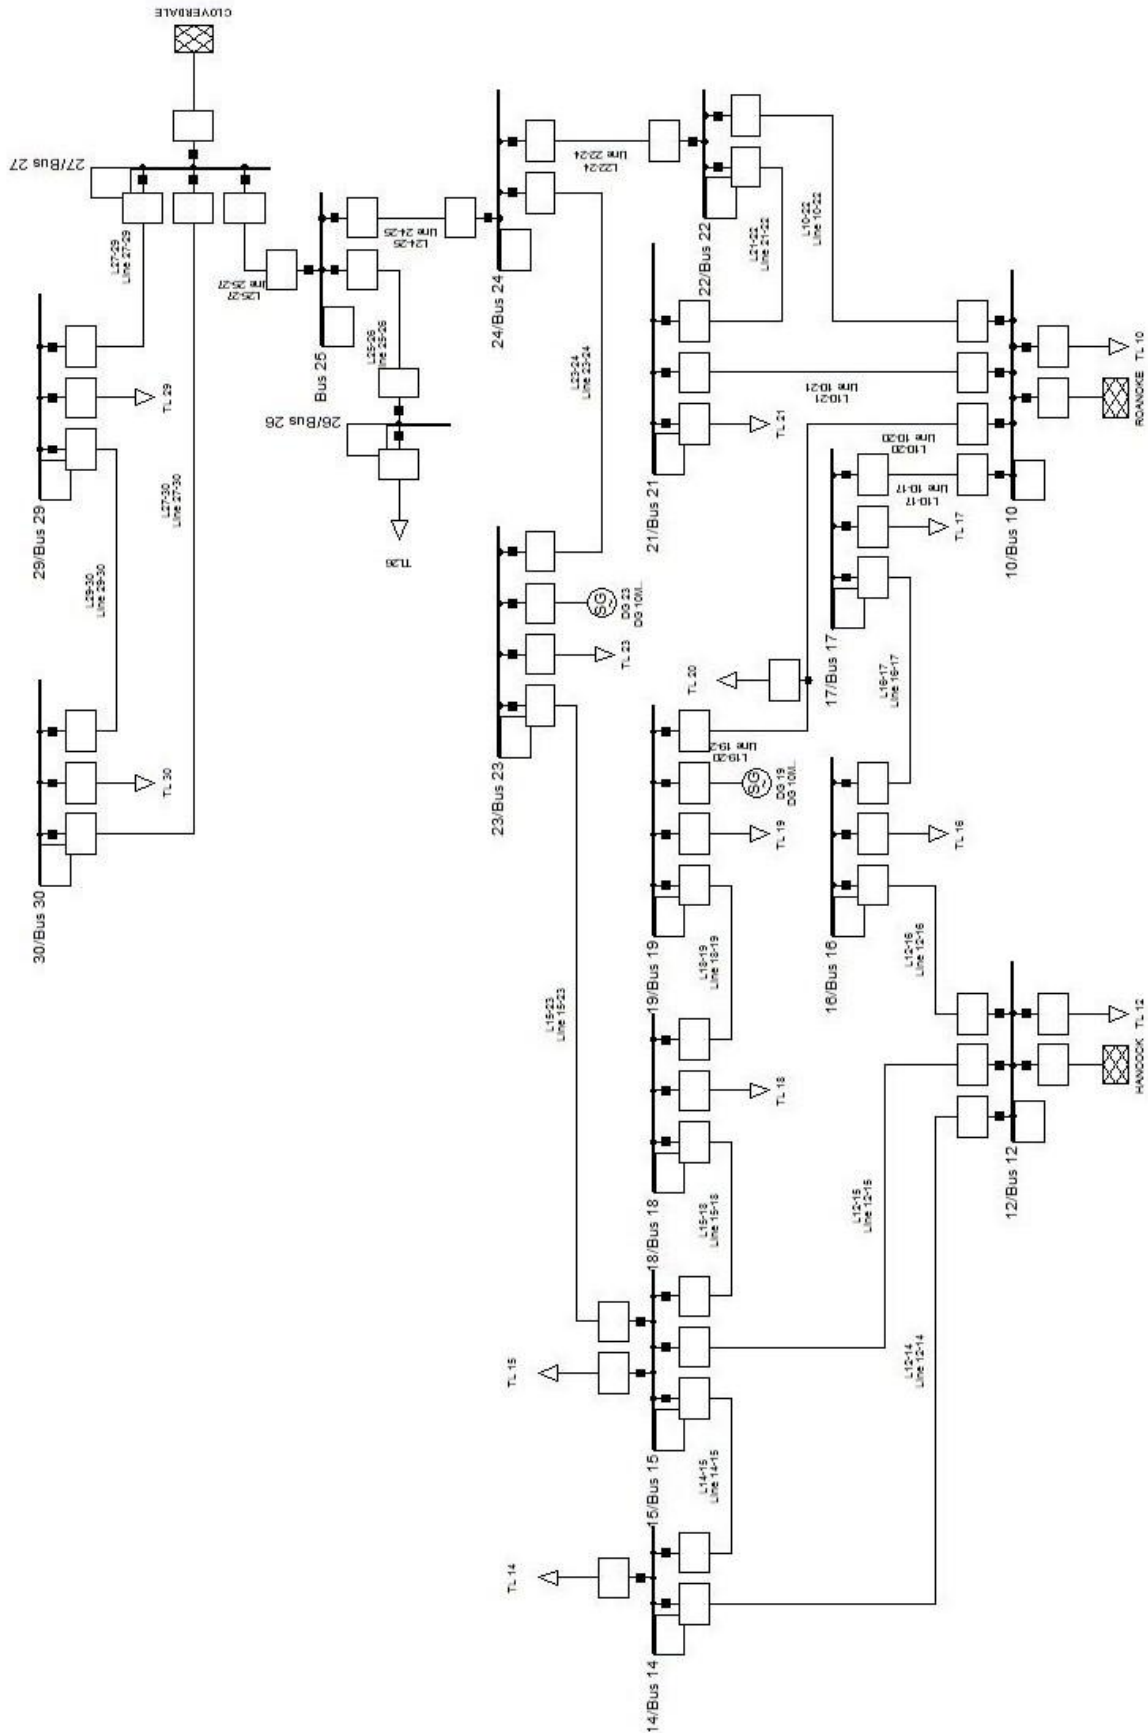 CLOVERDALE
27/Bus 27
L27-29
Line 27-29
29/Bus 29
TL 29
L25-27
Line 25-27
Bus 25
L24-25
Line 24-25
24/Bus 24
L22-24
Line 22-24
22/Bus 22
L21-22
Line 21-22
L10-22
Line 10-22
L25-26
Line 25-26
26/Bus 26
TL26
L27-30
Line 27-30
L29-30
Line 29-30
30/Bus 30
TL 30
L23-24
Line 23-24
23/Bus 23
SG
DG 23
DG 10M...
TL 23
21/Bus 21
TL 21
L10-21
Line 10-21
L10-20
Line 10-20
L10-17
Line 10-17
10/Bus 10
ROANOKE
TL 10
17/Bus 17
TL 17
L16-17
Line 16-17
TL 20
L19-20
Line 19-2
SG
DG 19
DG 10M...
TL 19
19/Bus 19
L18-19
Line 18-19
16/Bus 16
TL 16
L12-16
Line 12-16
18/Bus 18
TL 18
L15-18
Line 15-18
L15-23
Line 15-23
15/Bus 15
TL 15
L12-15
Line 12-15
12/Bus 12
HANCOCK
TL 12
L12-14
Line 12-14
L14-15
Line 14-15
14/Bus 14
TL 14